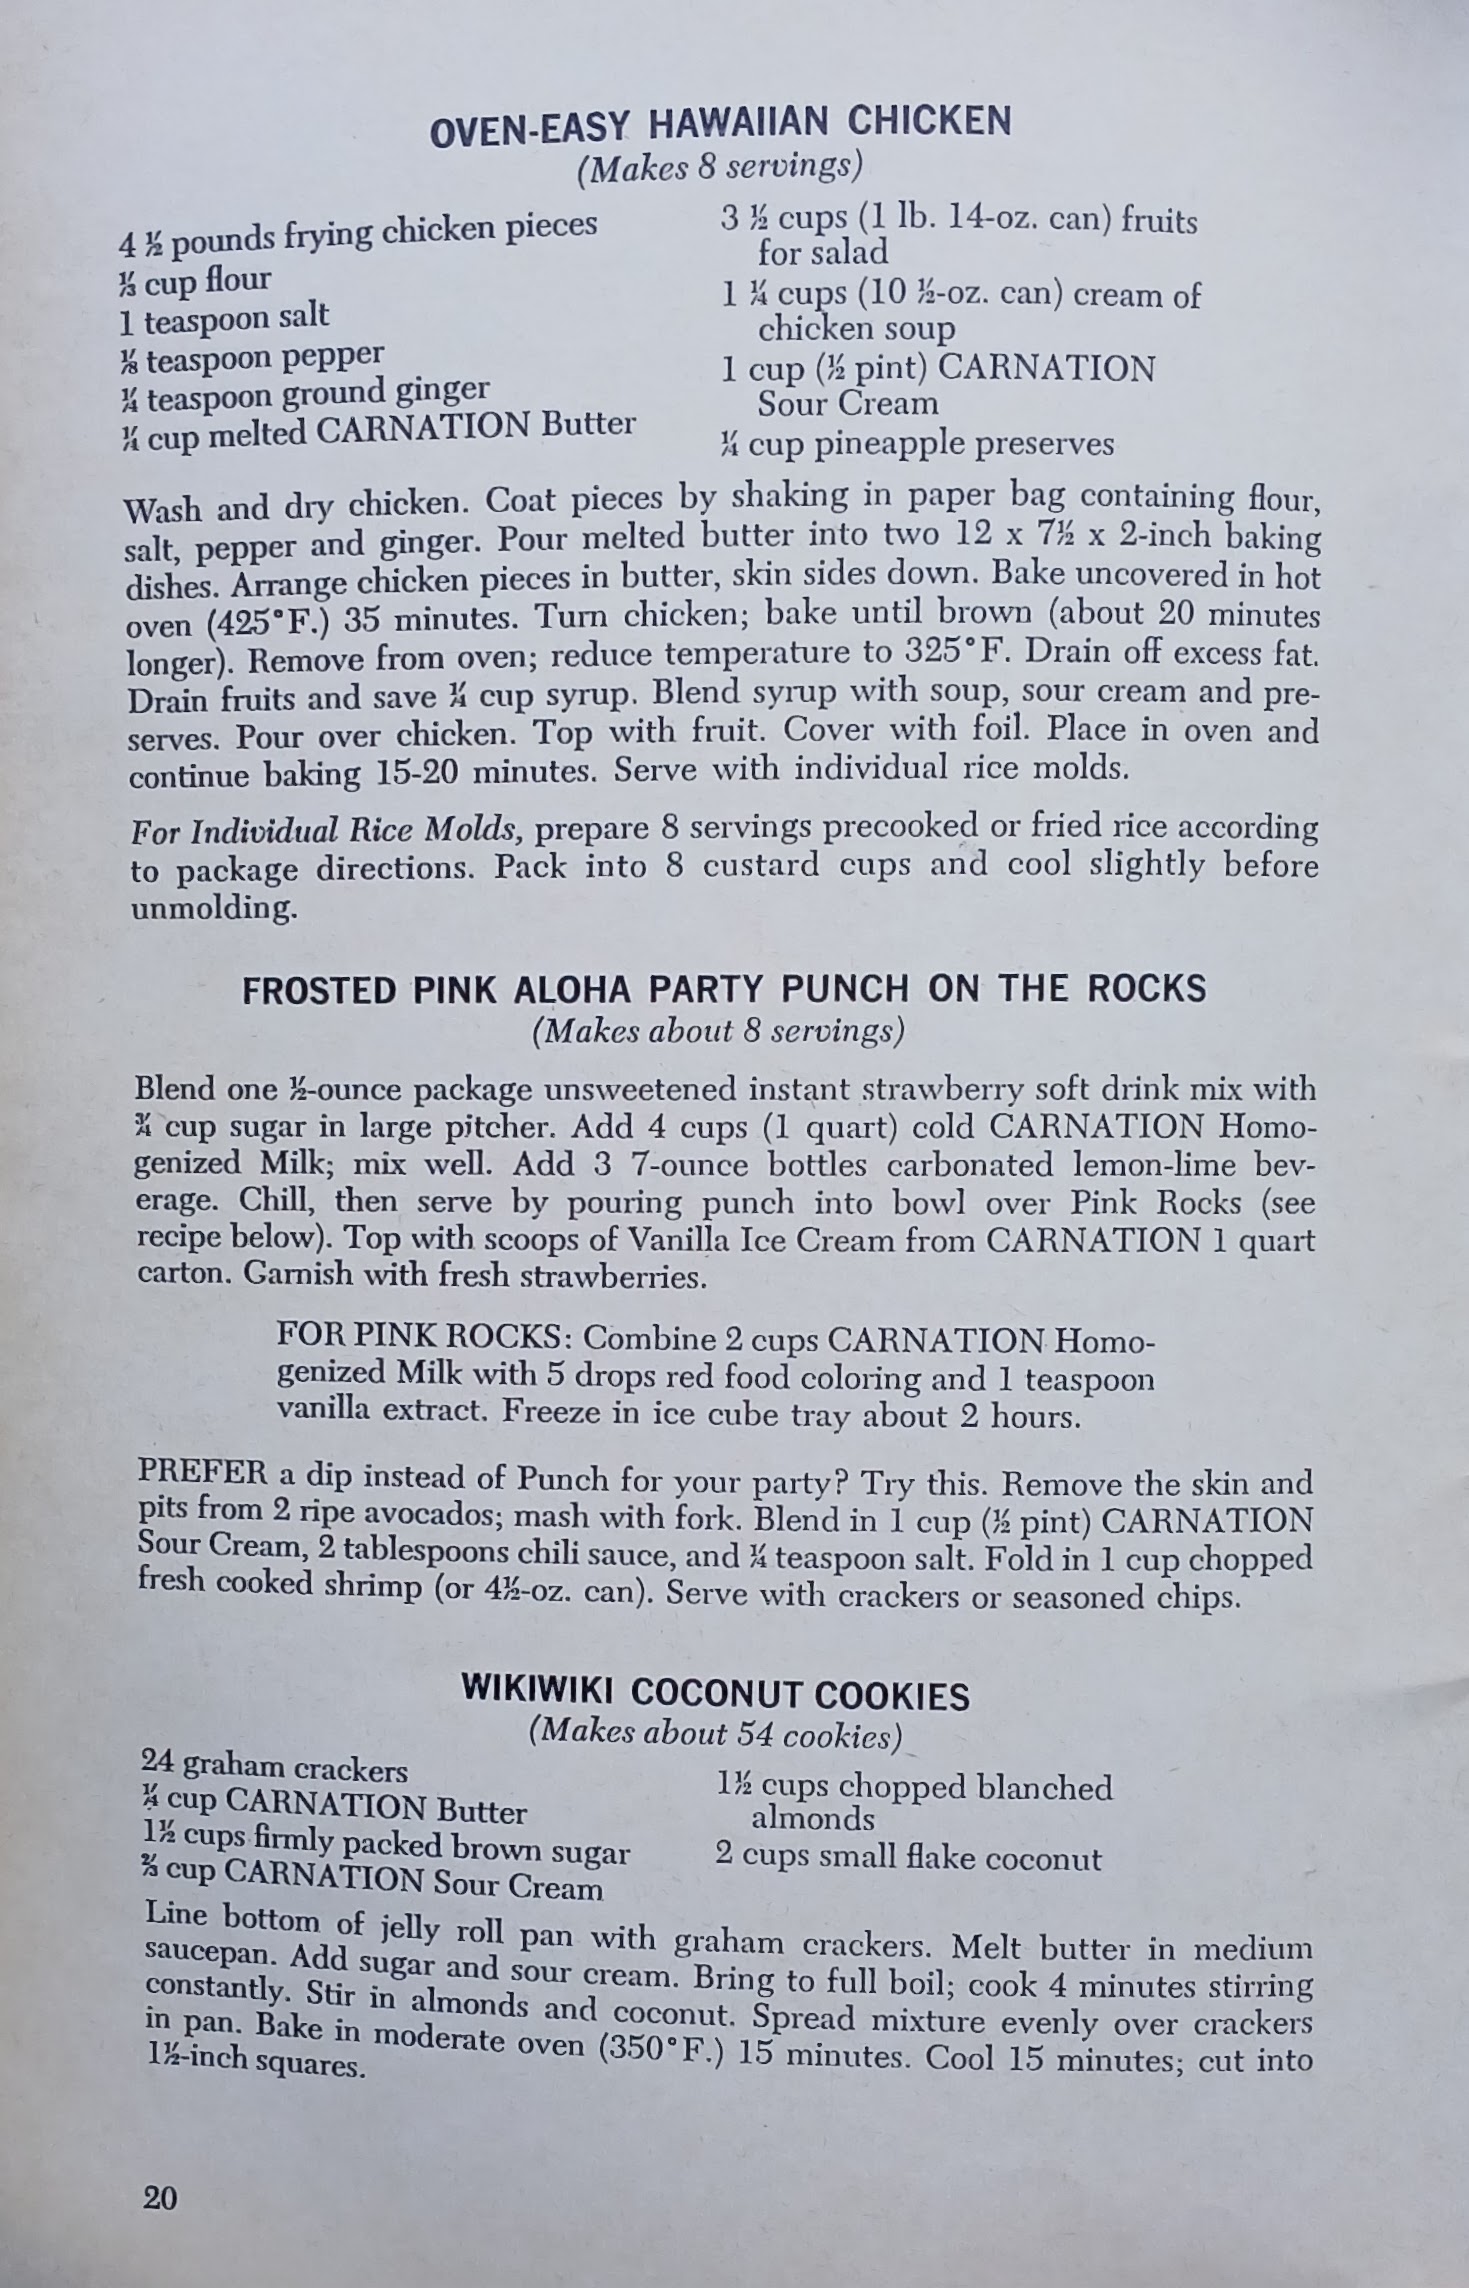 OVEN-EASY HAWAIIAN CHICKEN
(Makes 8 servings)
4 ½ pounds frying chicken pieces
⅓ cup flour
1 teaspoon salt
⅛ teaspoon pepper
¼ teaspoon ground ginger
¼ cup melted CARNATION Butter
3 ½ cups (1 lb. 14-oz. can) fruits
for salad
1 ¼ cups (10 ½-oz. can) cream of
chicken soup
1 cup (½ pint) CARNATION
Sour Cream
¼ cup pineapple preserves
Wash and dry chicken. Coat pieces by shaking in paper bag containing flour,
salt, pepper and ginger. Pour melted butter into two 12 x 7½ x 2-inch baking
dishes. Arrange chicken pieces in butter, skin sides down. Bake uncovered in hot
oven (425°F.) 35 minutes. Turn chicken; bake until brown (about 20 minutes
longer). Remove from oven; reduce temperature to 325°F. Drain off excess fat.
Drain fruits and save ¼ cup syrup. Blend syrup with soup, sour cream and pre-
serves. Pour over chicken. Top with fruit. Cover with foil. Place in oven and
continue baking 15-20 minutes. Serve with individual rice molds.
For Individual Rice Molds, prepare 8 servings precooked or fried rice according
to package directions. Pack into 8 custard cups and cool slightly before
unmolding.
FROSTED PINK ALOHA PARTY PUNCH ON THE ROCKS
(Makes about 8 servings)
Blend one ½-ounce package unsweetened instant strawberry soft drink mix with
¾ cup sugar in large pitcher. Add 4 cups (1 quart) cold CARNATION Homo-
genized Milk; mix well. Add 3 7-ounce bottles carbonated lemon-lime bev-
erage. Chill, then serve by pouring punch into bowl over Pink Rocks (see
recipe below). Top with scoops of Vanilla Ice Cream from CARNATION 1 quart
carton. Garnish with fresh strawberries.
FOR PINK ROCKS: Combine 2 cups CARNATION Homo-
genized Milk with 5 drops red food coloring and 1 teaspoon
vanilla extract. Freeze in ice cube tray about 2 hours.
PREFER a dip instead of Punch for your party? Try this. Remove the skin and
pits from 2 ripe avocados; mash with fork. Blend in 1 cup (½ pint) CARNATION
Sour Cream, 2 tablespoons chili sauce, and ¼ teaspoon salt. Fold in 1 cup chopped
fresh cooked shrimp (or 4½-oz. can). Serve with crackers or seasoned chips.
WIKIWIKI COCONUT COOKIES
(Makes about 54 cookies)
24 graham crackers
¼ cup CARNATION Butter
1½ cups firmly packed brown sugar
⅔ cup CARNATION Sour Cream
1½ cups chopped blanched
almonds
2 cups small flake coconut
Line bottom of jelly roll pan with graham crackers. Melt butter in medium
saucepan. Add sugar and sour cream. Bring to full boil; cook 4 minutes stirring
constantly. Stir in almonds and coconut. Spread mixture evenly over crackers
in pan. Bake in moderate oven (350°F.) 15 minutes. Cool 15 minutes; cut into
1½-inch squares.
20